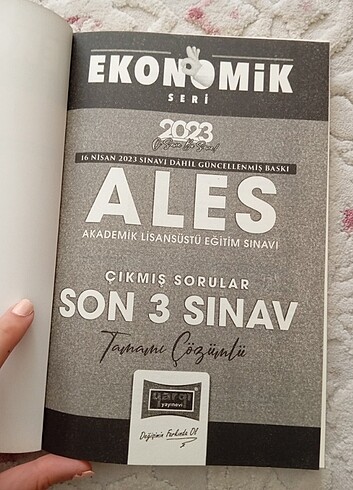 EKONOMİK
SERİ
2023
16 NİSAN 2023 SINAVI DAHİL GÜNCELLENMİŞ BASKI
ALES
AKADEMİK LİSANSÜSTÜ EĞİTİM SINAVI
ÇIKMIŞ SORULAR
SON 3 SINAV
Tamamı Çözümlü
yargı
yayınevi
Değişimin Farkında Ol